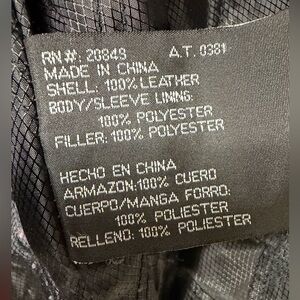 RN#: 20849 A.T. 0381
MADE IN CHINA
SHELL: 100% LEATHER
BODY/SLEEVE LINING:
100% POLYESTER
FILLER: 100% POLYESTER
HECHO EN CHINA
ARMAZON:100% CUERO
CUERPO/MANGA FORRO:
100% POLIESTER
RELLENO: 100% POLIESTER